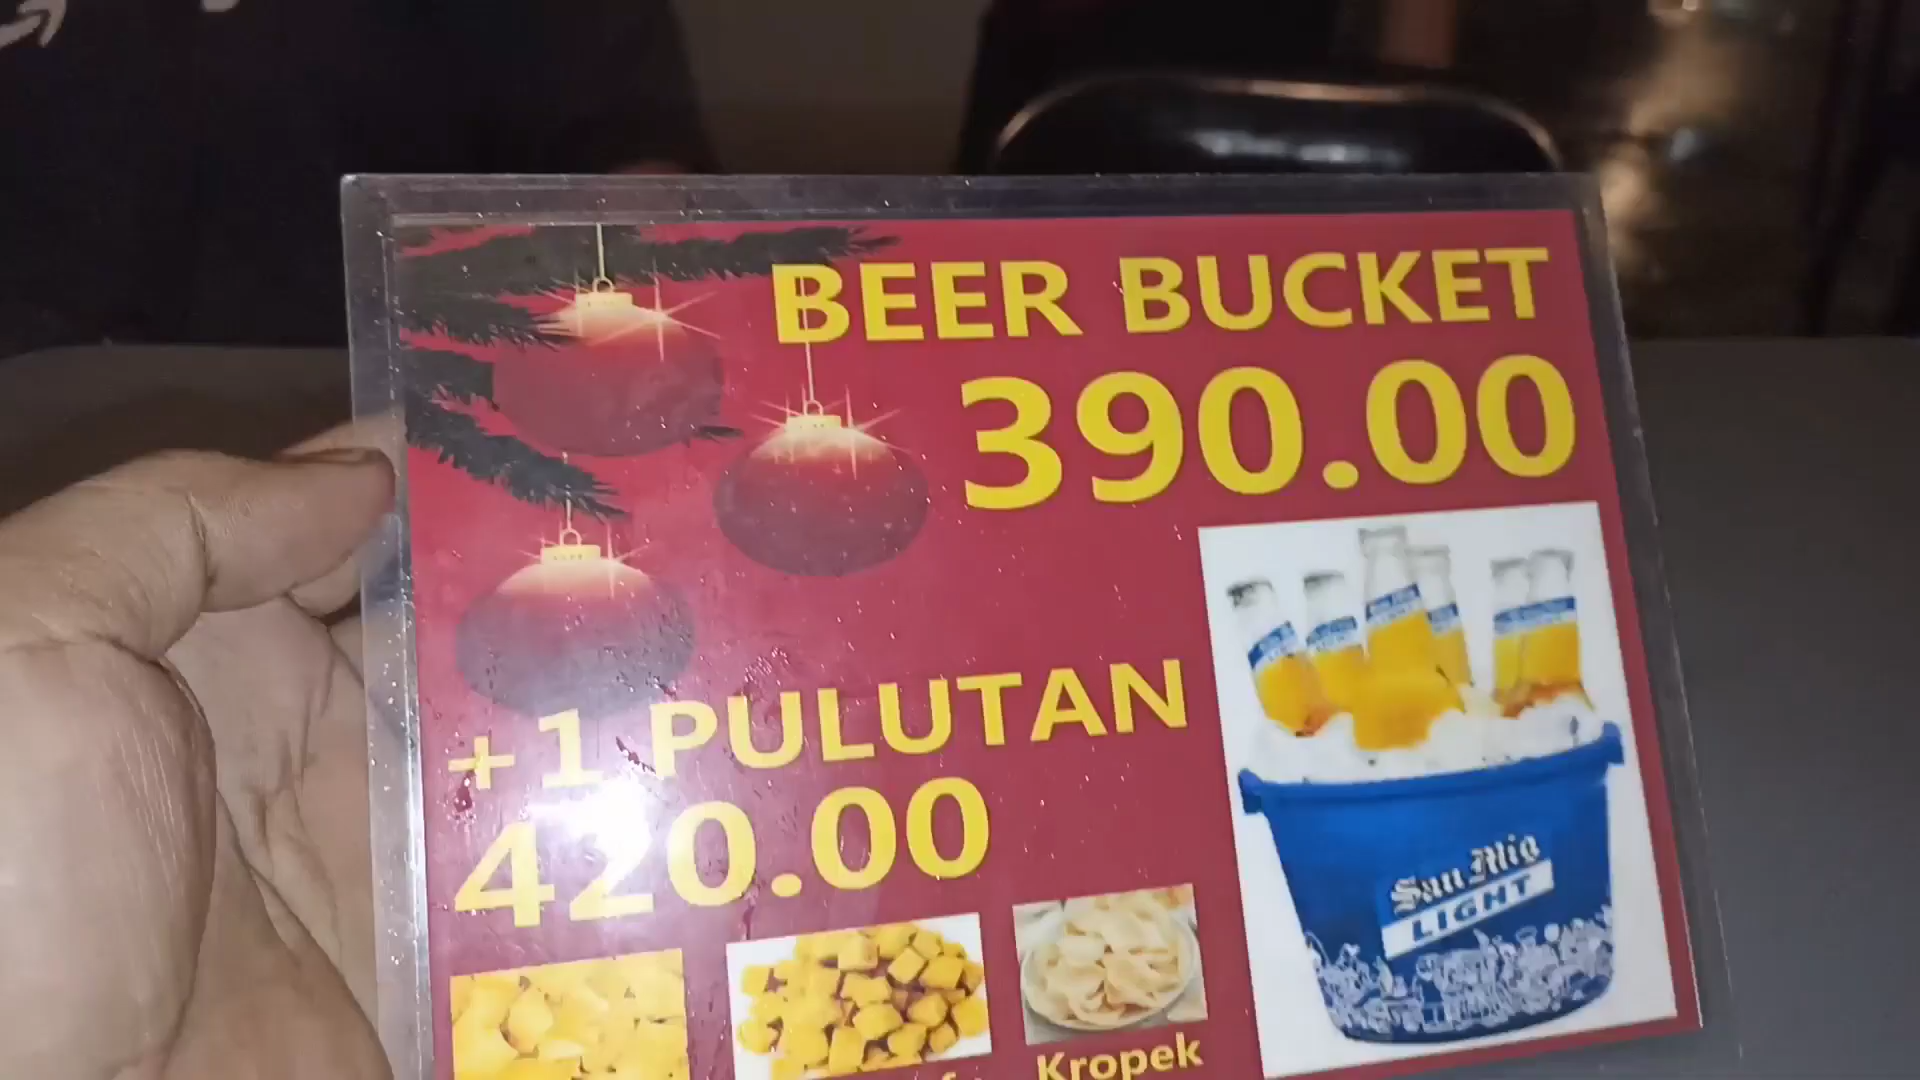 BEER BUCKET
390.00
+1 PULUTAN
420.00
San Mig
LIGHT
Kropek